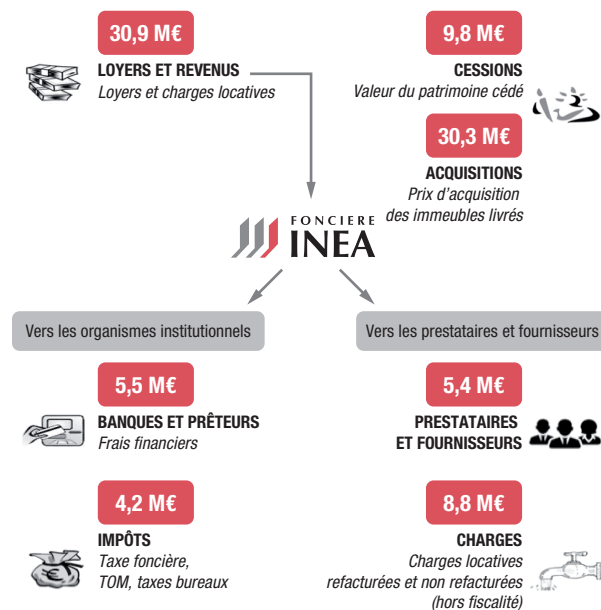 30,9 M€
LOYERS ET REVENUS
Loyers et charges locatives
9,8 M€
CESSIONS
Valeur du patrimoine cédé
30,3 M€
ACQUISITIONS
Prix d'acquisition
des immeubles livrés
FONCIERE
INEA
Vers les organismes institutionnels
5,5 M€
BANQUES ET PRÊTEURS
Frais financiers
4,2 M€
IMPÔTS
Taxe foncière,
TOM, taxes bureaux
Vers les prestataires et fournisseurs
5,4 M€
PRESTATAIRES
ET FOURNISSEURS
8,8 M€
CHARGES
Charges locatives
refacturées et non refacturées
(hors fiscalité)